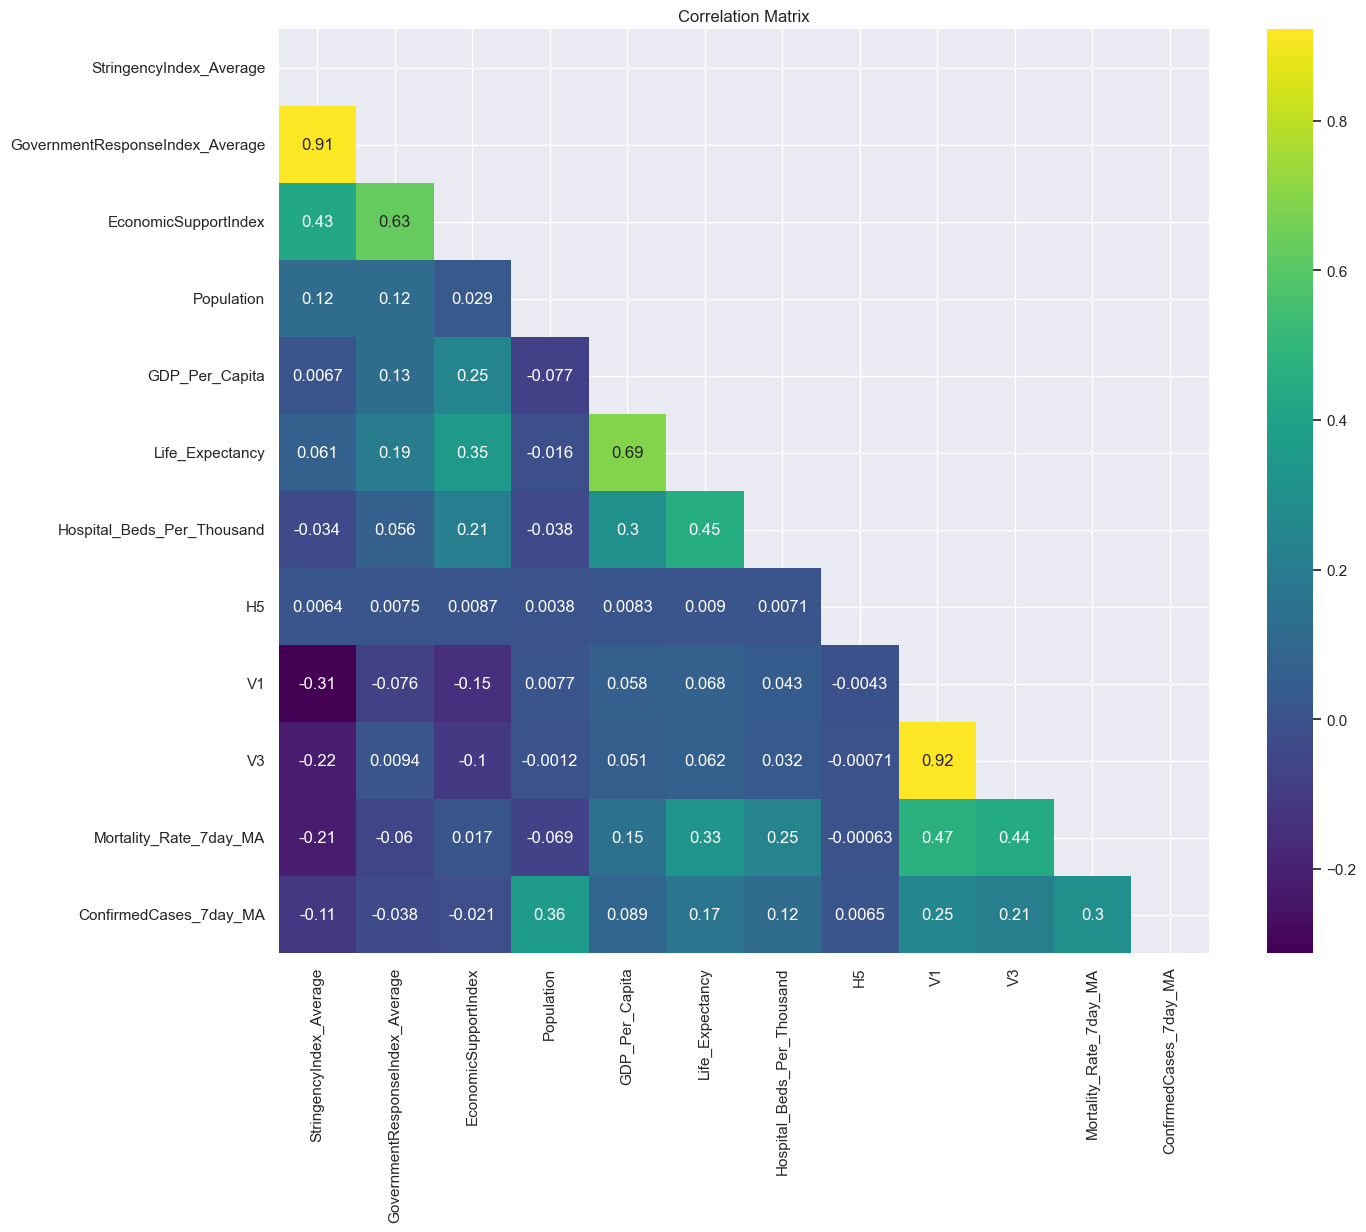 Correlation Matrix
StringencyIndex_Average
GovernmentResponseIndex_Average
0.91
EconomicSupportIndex
0.43 0.63
Population
0.12 0.12 0.029
GDP_Per_Capita
0.0067 0.13 0.25 -0.077
Life_Expectancy
0.061 0.19 0.35 -0.016 0.69
Hospital_Beds_Per_Thousand
-0.034 0.056 0.21 -0.038 0.3 0.45
H5
0.0064 0.0075 0.0087 0.0038 0.0083 0.009 0.0071
V1
-0.31 -0.076 -0.15 0.0077 0.058 0.068 0.043 -0.0043
V3
-0.22 0.0094 -0.1 -0.0012 0.051 0.062 0.032 -0.00071 0.92
Mortality_Rate_7day_MA
-0.21 -0.06 0.017 -0.069 0.15 0.33 0.25 -0.00063 0.47 0.44
ConfirmedCases_7day_MA
-0.11 -0.038 -0.021 0.36 0.089 0.17 0.12 0.0065 0.25 0.21 0.3
StringencyIndex_Average
GovernmentResponseIndex_Average
EconomicSupportIndex
Population
GDP_Per_Capita
Life_Expectancy
Hospital_Beds_Per_Thousand
H5
V1
V3
Mortality_Rate_7day_MA
ConfirmedCases_7day_MA
0.8
0.6
0.4
0.2
0.0
−0.2